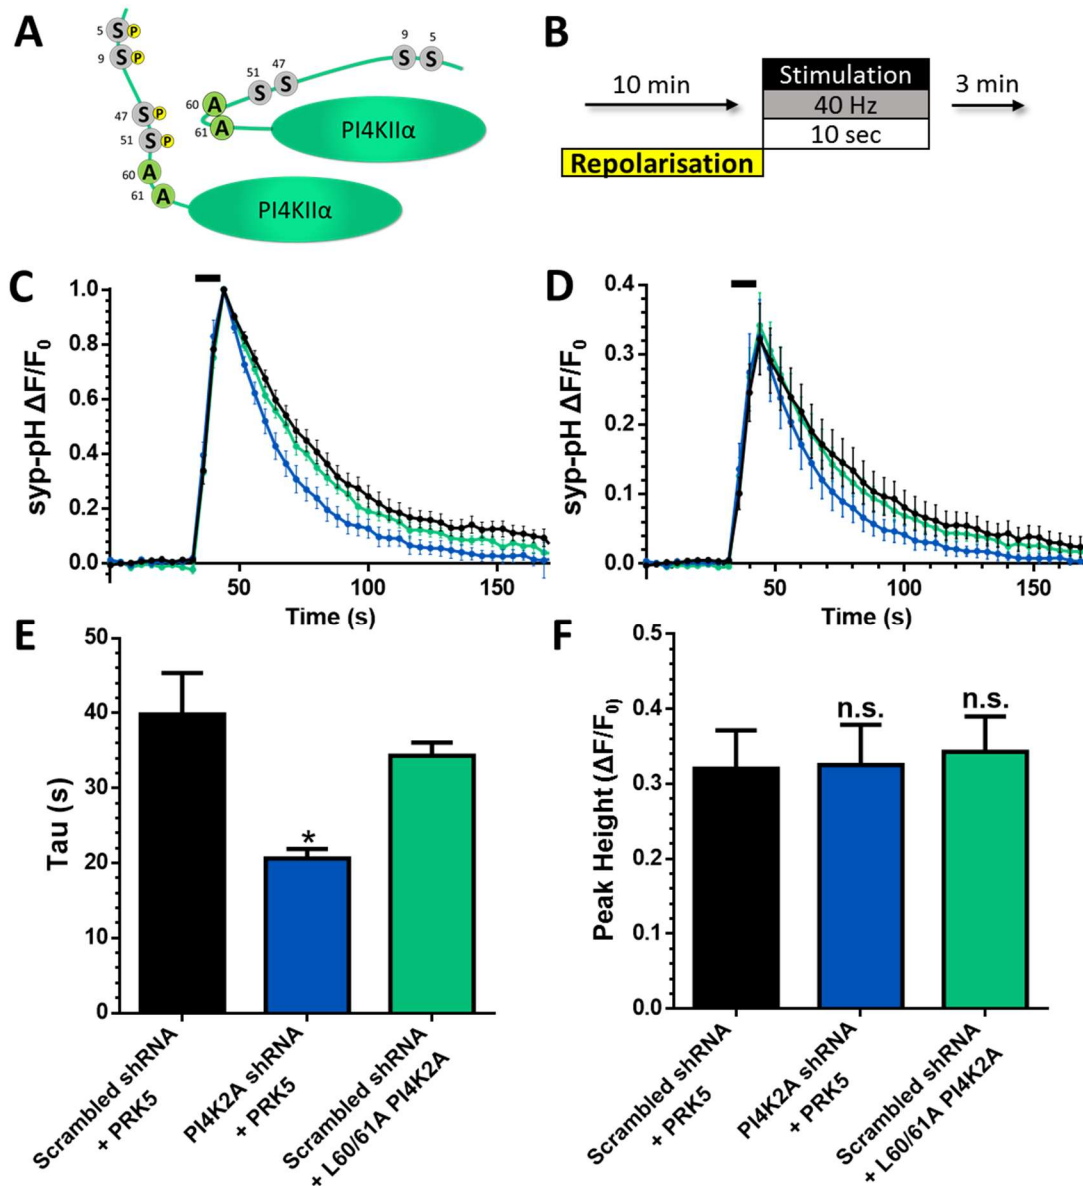 A
5 S P
9 S P
47 S P
51 S P
60 A
61 A
PI4KIIα
9 5
S S
51 47
S S
60 A
61 A
PI4KIIα
B
10 min
Stimulation
40 Hz
10 sec
3 min
Repolarisation
C
syp-pH ΔF/F0
1.0
0.8
0.6
0.4
0.2
0.0
50 100 150
Time (s)
D
syp-pH ΔF/F0
0.4
0.3
0.2
0.1
0.0
50 100 150
Time (s)
E
Tau (s)
50
40
30
20
10
0
*
Scrambled shRNA
+ PRK5
PI4K2A shRNA
+ PRK5
Scrambled shRNA
+ L60/61A PI4K2A
F
Peak Height (ΔF/F0)
0.5
0.4
0.3
0.2
0.1
0.0
n.s.
n.s.
Scrambled shRNA
+ PRK5
PI4K2A shRNA
+ PRK5
Scrambled shRNA
+ L60/61A PI4K2A